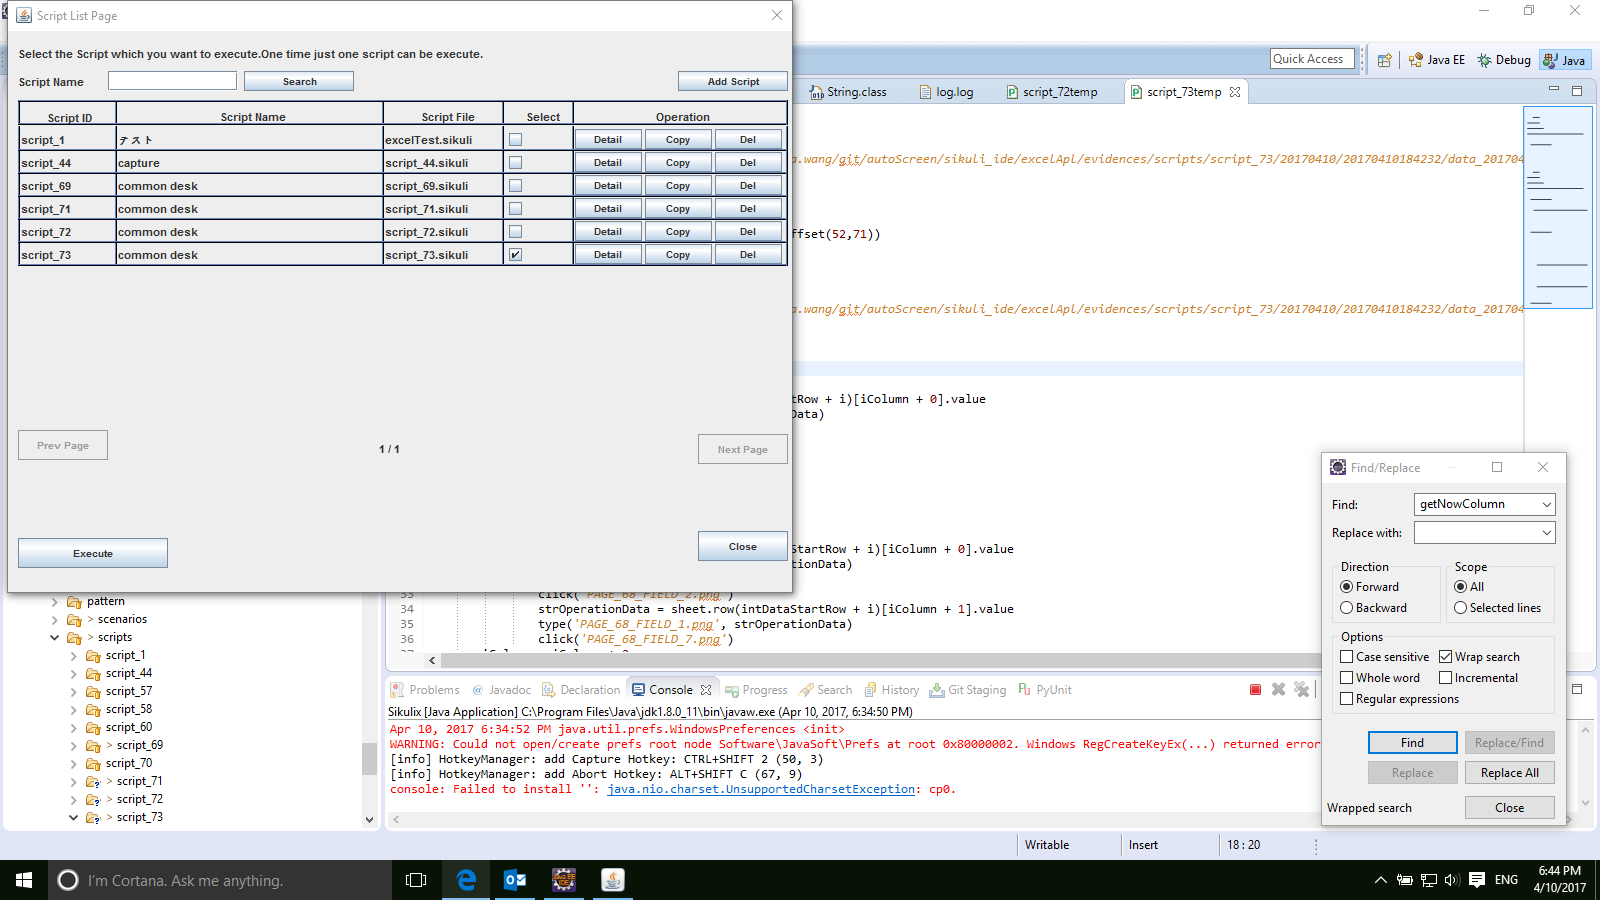 Script List Page
Select the Script which you want to execute.One time just one script can be execute.
Script Name Search Add Script
Script ID Script Name Script File Select Operation
script_1 テスト excelTest.sikuli Detail Copy Del
script_44 capture script_44.sikuli Detail Copy Del
script_69 common desk script_69.sikuli Detail Copy Del
script_71 common desk script_71.sikuli Detail Copy Del
script_72 common desk script_72.sikuli Detail Copy Del
script_73 common desk script_73.sikuli Detail Copy Del
Prev Page 1 / 1 Next Page
Execute Close
Quick Access Java EE Debug Java
String.class log.log script_72temp script_73temp
a.wang/git/autoScreen/sikuli_ide/excelApl/evidences/scripts/script_73/20170410/20170410184232/data_201704
ffset(52,71))
a.wang/git/autoScreen/sikuli_ide/excelApl/evidences/scripts/script_73/20170410/20170410184232/data_201704
tRow + i)[iColumn + 0].value
Data)
StartRow + i)[iColumn + 0].value
tionData)
33 click('PAGE_68_FIELD_2.png')
34 strOperationData = sheet.row(intDataStartRow + i)[iColumn + 1].value
35 type('PAGE_68_FIELD_1.png', strOperationData)
36 click('PAGE_68_FIELD_7.png')
pattern
> scenarios
> scripts
script_1
script_44
script_57
script_58
script_60
> script_69
script_70
> script_71
> script_72
> script_73
Problems @ Javadoc Declaration Console Progress Search History Git Staging PyUnit
Sikulix [Java Application] C:\Program Files\Java\jdk1.8.0_11\bin\javaw.exe (Apr 10, 2017, 6:34:50 PM)
Apr 10, 2017 6:34:52 PM java.util.prefs.WindowsPreferences <init>
WARNING: Could not open/create prefs root node Software\JavaSoft\Prefs at root 0x80000002. Windows RegCreateKeyEx(...) returned error
[info] HotkeyManager: add Capture Hotkey: CTRL+SHIFT 2 (50, 3)
[info] HotkeyManager: add Abort Hotkey: ALT+SHIFT C (67, 9)
console: Failed to install '': java.nio.charset.UnsupportedCharsetException: cp0.
Find/Replace
Find: getNowColumn
Replace with:
Direction Scope
Forward All
Backward Selected lines
Options
Case sensitive Wrap search
Whole word Incremental
Regular expressions
Find Replace/Find
Replace Replace All
Wrapped search Close
Writable Insert 18 : 20
I'm Cortana. Ask me anything.
JAVA EE IDE
ENG 6:44 PM
4/10/2017